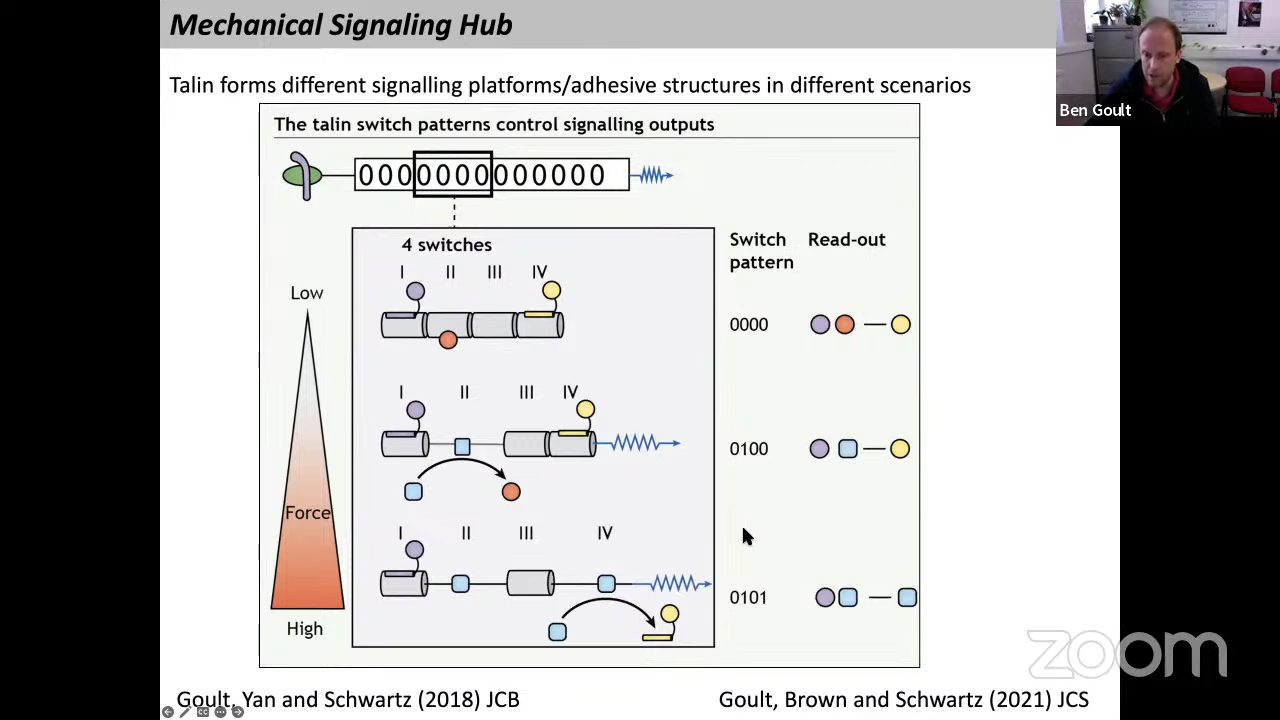 Mechanical Signaling Hub
Ben Goult
Talin forms different signalling platforms/adhesive structures in different scenarios
The talin switch patterns control signalling outputs
0000000000000
4 switches
Switch pattern
Read-out
I II III IV
Low
0000
I II III IV
0100
Force
I II III IV
0101
High
zoom
Goult, Yan and Schwartz (2018) JCB
Goult, Brown and Schwartz (2021) JCS